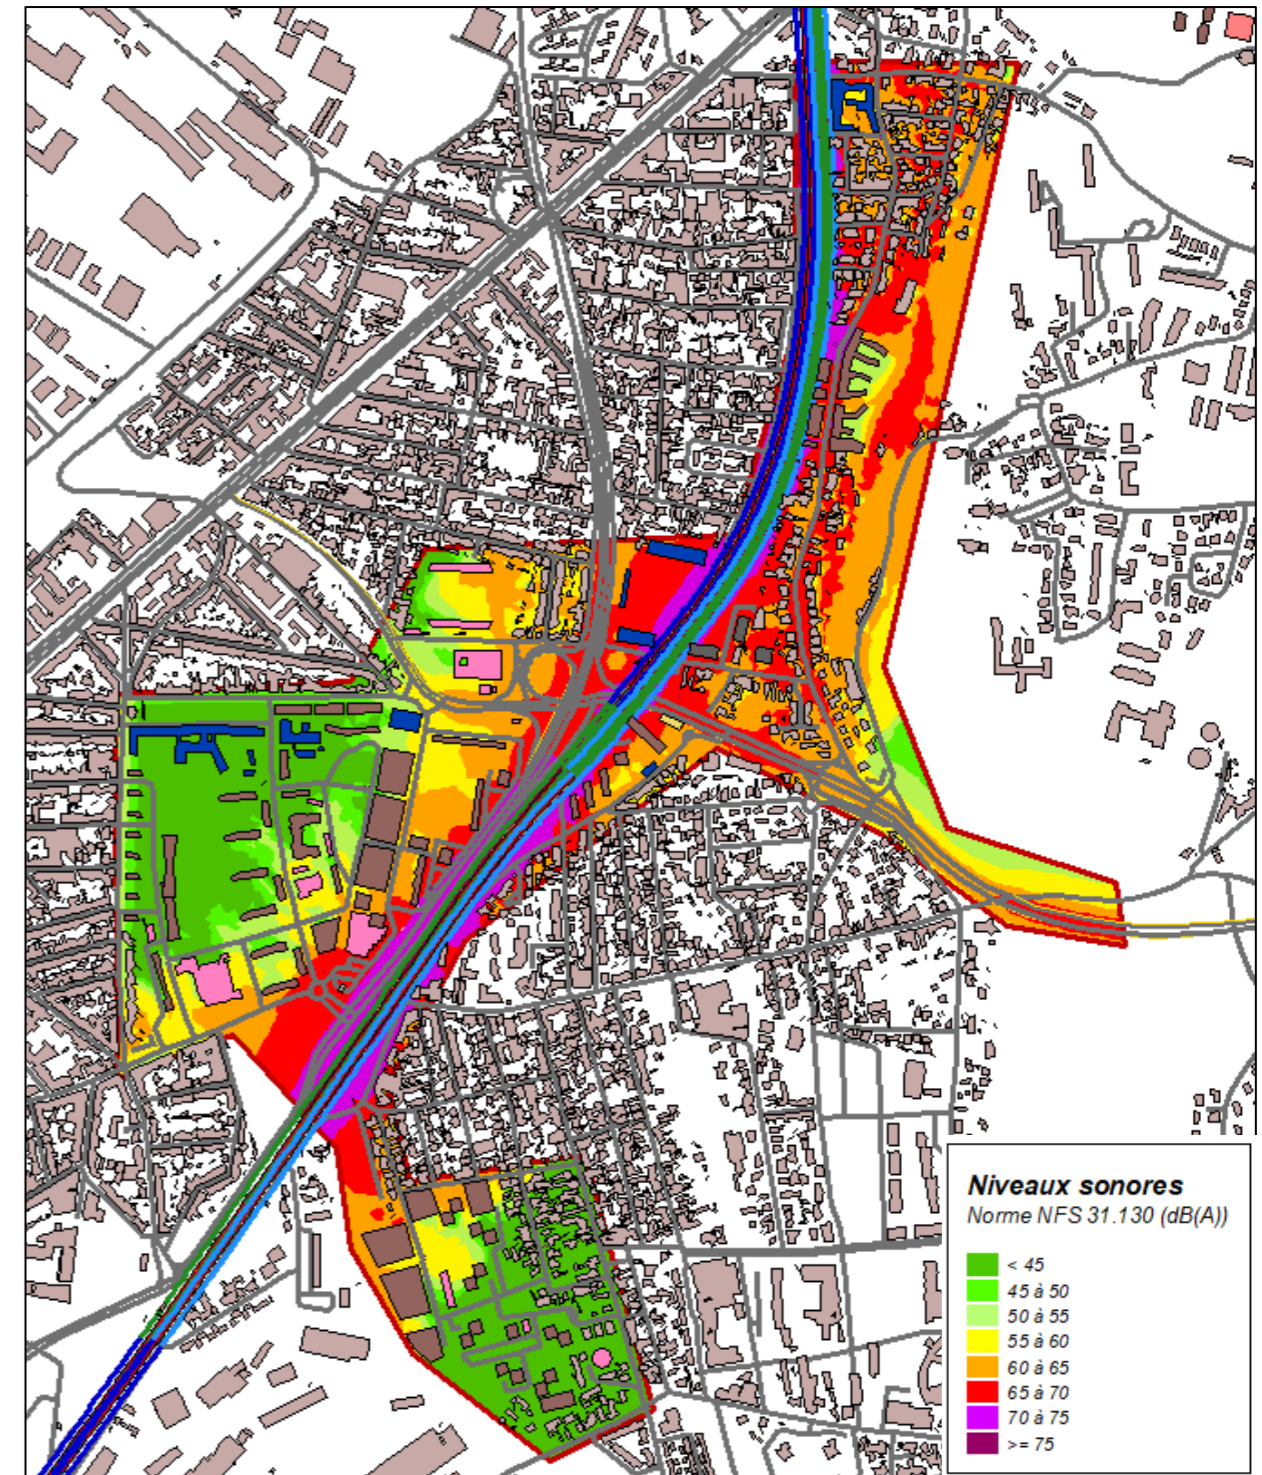 Niveaux sonores
Norme NFS 31.130 (dB(A))
< 45
45 à 50
50 à 55
55 à 60
60 à 65
65 à 70
70 à 75
>= 75